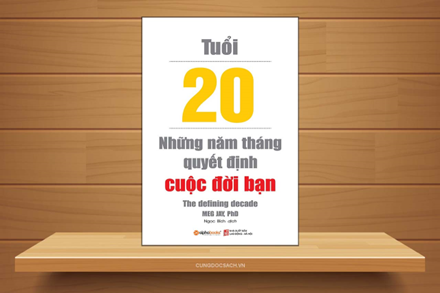 Tuổi
20
Những năm tháng
quyết định
cuộc đời bạn
The defining decade
MEG JAY, PhD
Ngọc Bình dịch
alphabooks
CUNGDOCSACH.VN